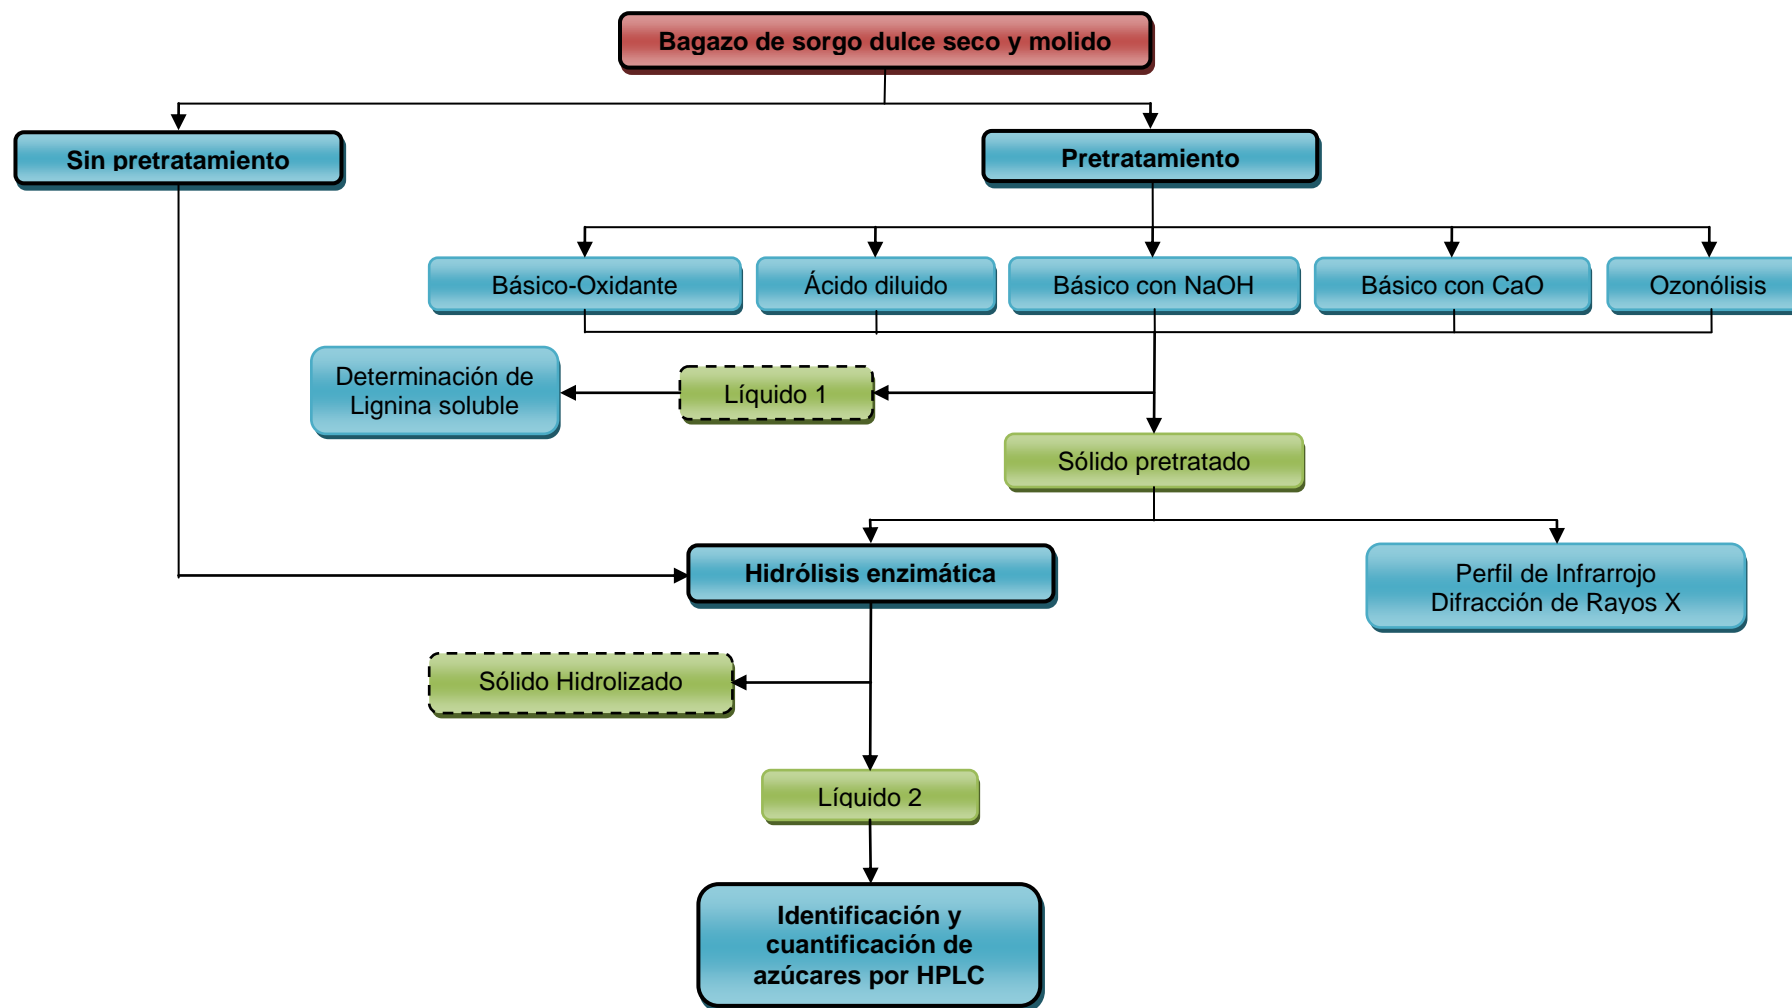 Bagazo de sorgo dulce seco y molido
Sin pretratamiento
Pretratamiento
Básico-Oxidante
Ácido diluido
Básico con NaOH
Básico con CaO
Ozonólisis
Determinación de
Lignina soluble
Líquido 1
Sólido pretratado
Hidrólisis enzimática
Perfil de Infrarrojo
Difracción de Rayos X
Sólido Hidrolizado
Líquido 2
Identificación y
cuantificación de
azúcares por HPLC